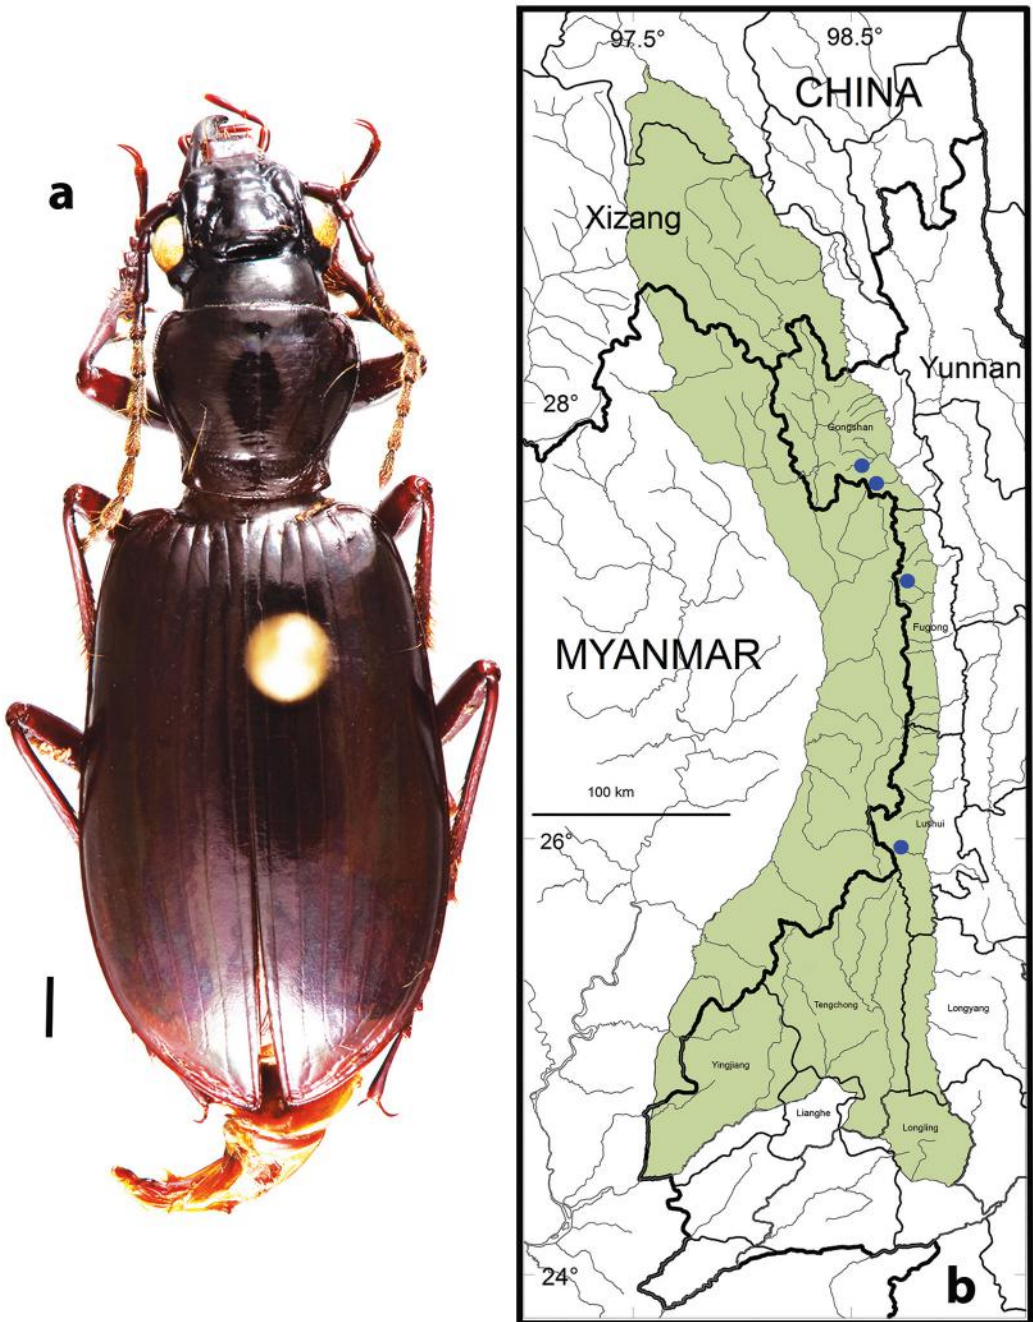 a
97.5°
98.5°
CHINA
Xizang
Yunnan
28°
Gongshan
MYANMAR
Fugong
100 km
Lushui
26°
Tengchong
Longyang
Yingjiang
Lianghe
Longling
24°
b